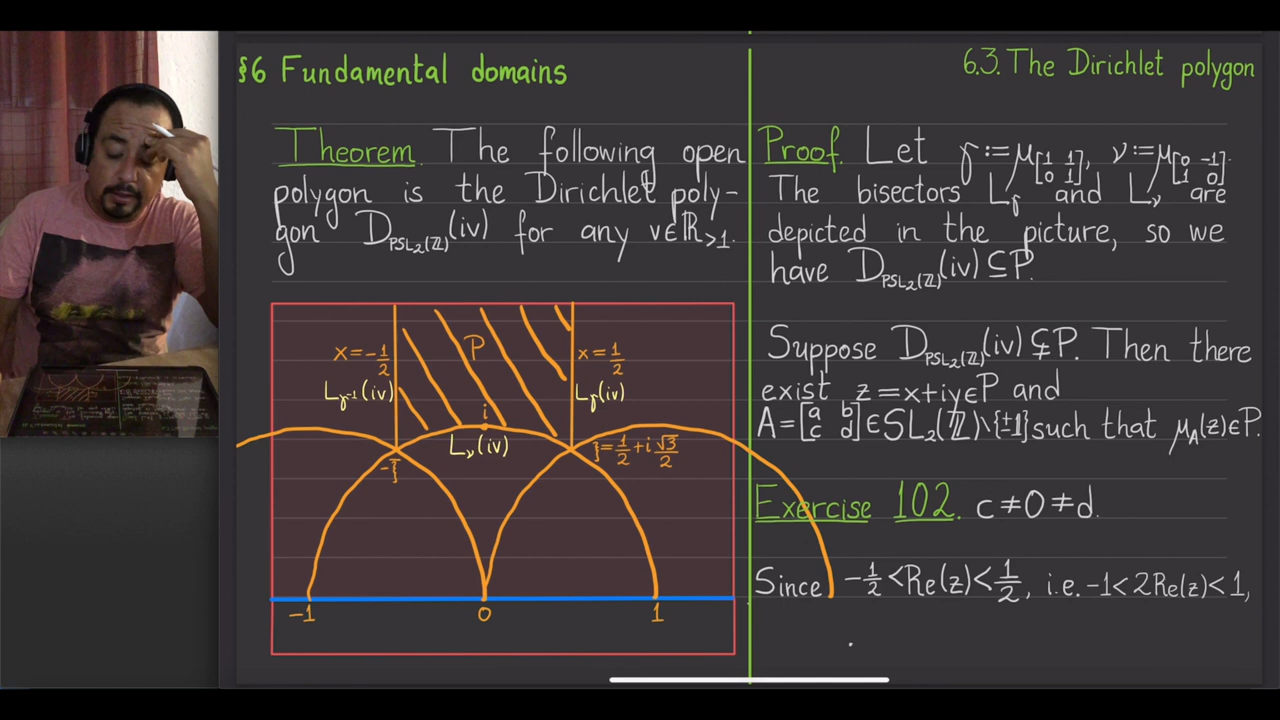 §6 Fundamental domains
6.3. The Dirichlet polygon
Theorem. The following open
polygon is the Dirichlet poly-
gon D_{PSL₂(ℤ)}(iv) for any v∈ℝ_{>1}.
x=-1/2
P
x=1/2
L_{γ⁻¹}(iv)
i
L_γ(iv)
L_ν(iv)
-ξ̄
ξ=1/2+i√3/2
-1 0 1
Proof. Let γ:=μ_{[1 1; 0 1]}, ν:=μ_{[0 -1; 1 0]}.
The bisectors L_γ and L_ν are
depicted in the picture, so we
have D_{PSL₂(ℤ)}(iv)⊆P.
Suppose D_{PSL₂(ℤ)}(iv)⊊P. Then there
exist z=x+iy∈P and
A=[a b; c d]∈SL₂(ℤ)\{±1} such that μ_A(z)∈P.
Exercise 102. c≠0≠d.
Since -1/2<Re(z)<1/2, i.e. -1<2Re(z)<1,